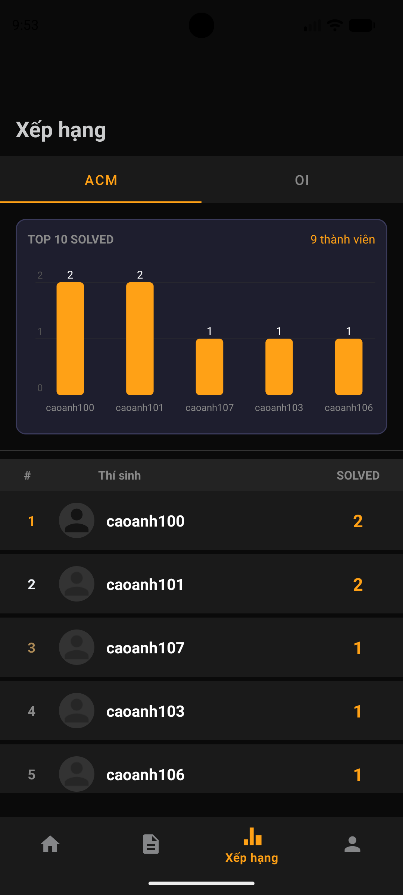 9:53
Xếp hạng
ACM OI
TOP 10 SOLVED 9 thành viên
2
2 2
1
1 1 1
0
caoanh100 caoanh101 caoanh107 caoanh103 caoanh106
# Thí sinh SOLVED
1 caoanh100 2
2 caoanh101 2
3 caoanh107 1
4 caoanh103 1
5 caoanh106 1
Xếp hạng